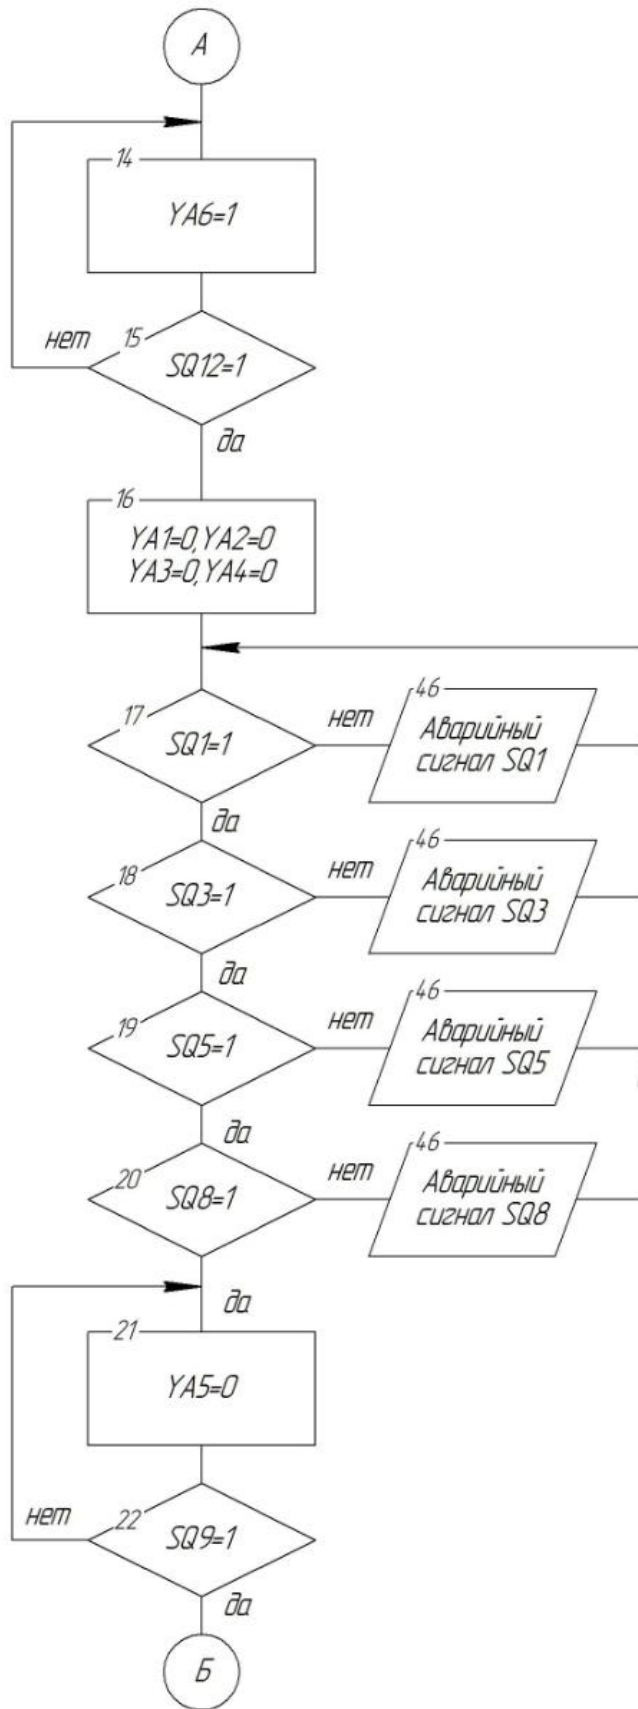 А
14
YA6=1
нет
15
SQ12=1
да
16
YA1=0, YA2=0
YA3=0, YA4=0
17
SQ1=1
нет
46
Аварийный
сигнал SQ1
да
18
SQ3=1
нет
46
Аварийный
сигнал SQ3
да
19
SQ5=1
нет
46
Аварийный
сигнал SQ5
да
20
SQ8=1
нет
46
Аварийный
сигнал SQ8
да
21
YA5=0
нет
22
SQ9=1
да
Б